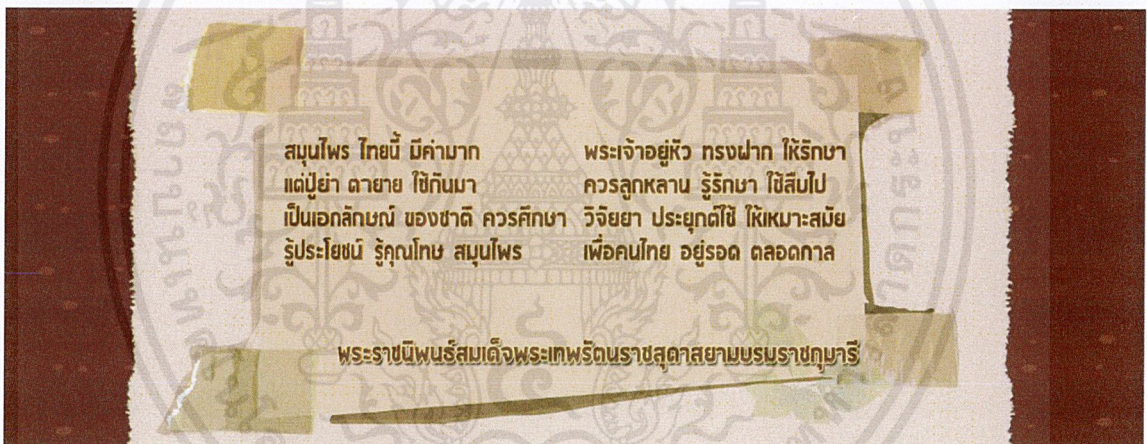 สมุนไพร ไทยนี้ มีค่ามาก พระเจ้าอยู่หัว ทรงฝาก ให้รักษา
แต่ปู่ย่า ตายาย ใช้กันมา ควรลูกหลาน รู้รักษา ใช้สืบไป
เป็นเอกลักษณ์ ของชาติ ควรศึกษา วิจัยยา ประยุกต์ใช้ ให้เหมาะสมัย
รู้ประโยชน์ รู้คุณโทษ สมุนไพร เพื่อคนไทย อยู่รอด ตลอดกาล
พระราชนิพนธ์สมเด็จพระเทพรัตนราชสุดาสยามบรมราชกุมารี